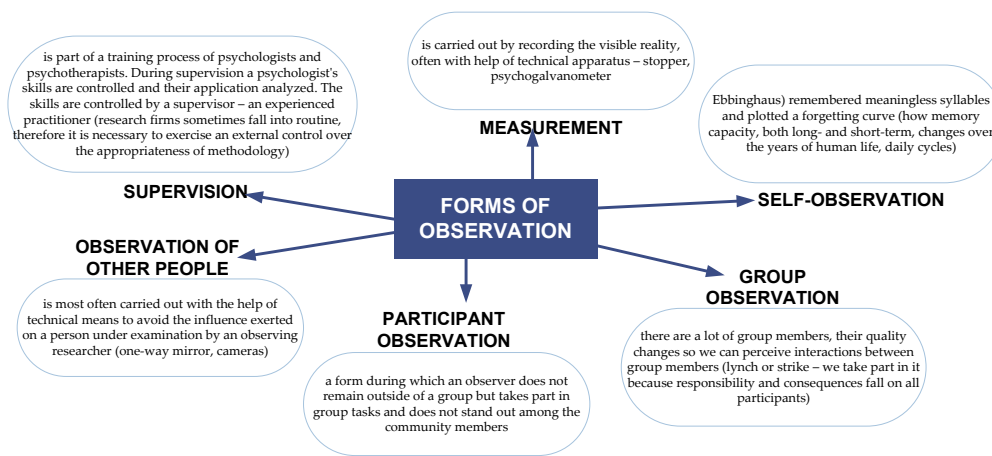 is part of a training process of psychologists and
psychotherapists. During supervision a psychologist's
skills are controlled and their application analyzed. The
skills are controlled by a supervisor – an experienced
practitioner (research firms sometimes fall into routine,
therefore it is necessary to exercise an external control over
the appropriateness of methodology)
SUPERVISION
is carried out by recording the visible reality,
often with help of technical apparatus – stopper,
psychogalvanometer
MEASUREMENT
Ebbinghaus) remembered meaningless syllables
and plotted a forgetting curve (how memory
capacity, both long- and short-term, changes over
the years of human life, daily cycles)
SELF-OBSERVATION
FORMS OF
OBSERVATION
OBSERVATION OF
OTHER PEOPLE
is most often carried out with the help of
technical means to avoid the influence exerted
on a person under examination by an observing
researcher (one-way mirror, cameras)
PARTICIPANT
OBSERVATION
a form during which an observer does not
remain outside of a group but takes part in
group tasks and does not stand out among the
community members
GROUP
OBSERVATION
there are a lot of group members, their quality
changes so we can perceive interactions between
group members (lynch or strike – we take part in it
because responsibility and consequences fall on all
participants)